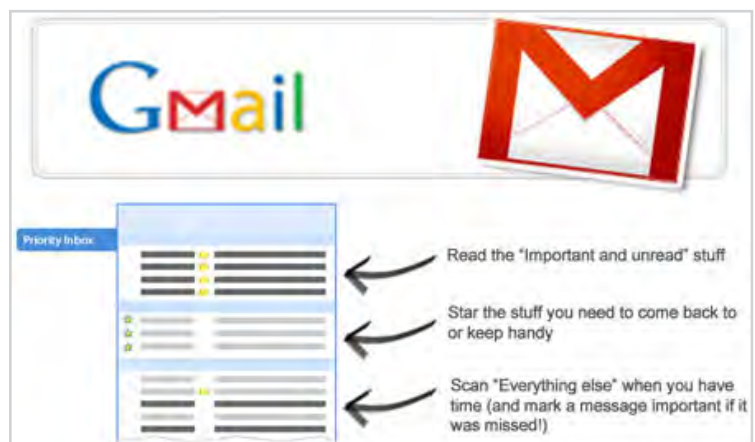 Gmail
Priority Inbox
Read the "Important and unread" stuff
Star the stuff you need to come back to
or keep handy
Scan "Everything else" when you have
time (and mark a message important if it
was missed!)